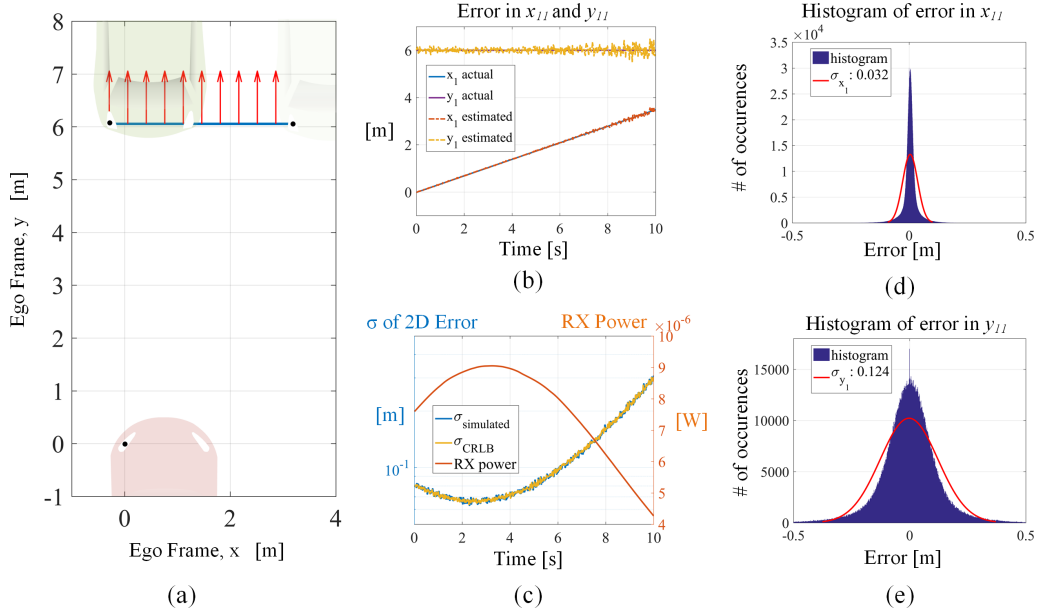 8
7
6
5
4
3
2
1
0
-1
0
2
4
Ego Frame, y [m]
Ego Frame, x [m]
(a)
Error in x11 and y11
8
6
4
2
0
[m]
x1 actual
y1 actual
x1 estimated
y1 estimated
0 2 4 6 8 10
Time [s]
(b)
σ of 2D Error
RX Power
×10-6
10
9
8
7
6
5
4
[m]
[W]
10-1
σsimulated
σCRLB
RX power
0 2 4 6 8 10
Time [s]
(c)
Histogram of error in x11
×104
3.5
3
2.5
2
1.5
1
0.5
0
# of occurences
histogram
σx1 : 0.032
-0.5 0 0.5
Error [m]
(d)
Histogram of error in y11
15000
10000
5000
0
# of occurences
histogram
σy1 : 0.124
-0.5 0 0.5
Error [m]
(e)